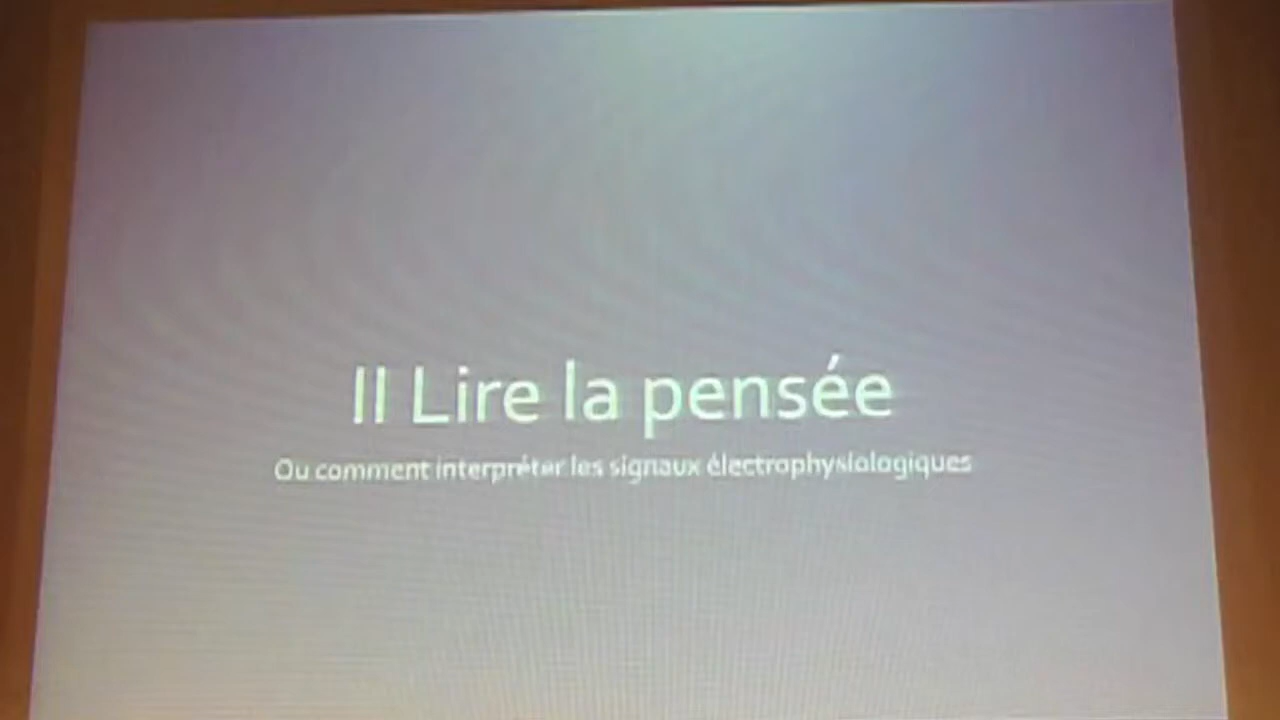 II Lire la pensée
Ou comment interpréter les signaux électrophysiologiques